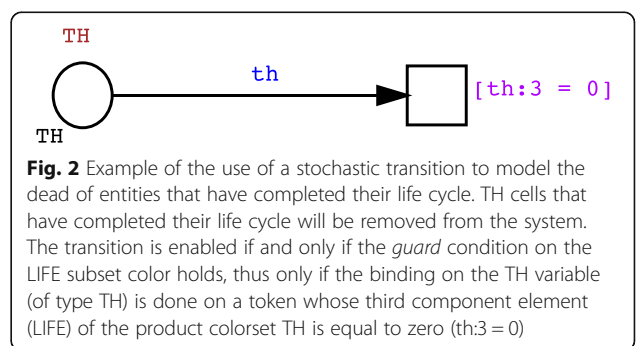 TH
th
[th:3 = 0]
TH
Fig. 2 Example of the use of a stochastic transition to model the
dead of entities that have completed their life cycle. TH cells that
have completed their life cycle will be removed from the system.
The transition is enabled if and only if the guard condition on the
LIFE subset color holds, thus only if the binding on the TH variable
(of type TH) is done on a token whose third component element
(LIFE) of the product colorset TH is equal to zero (th:3 = 0)